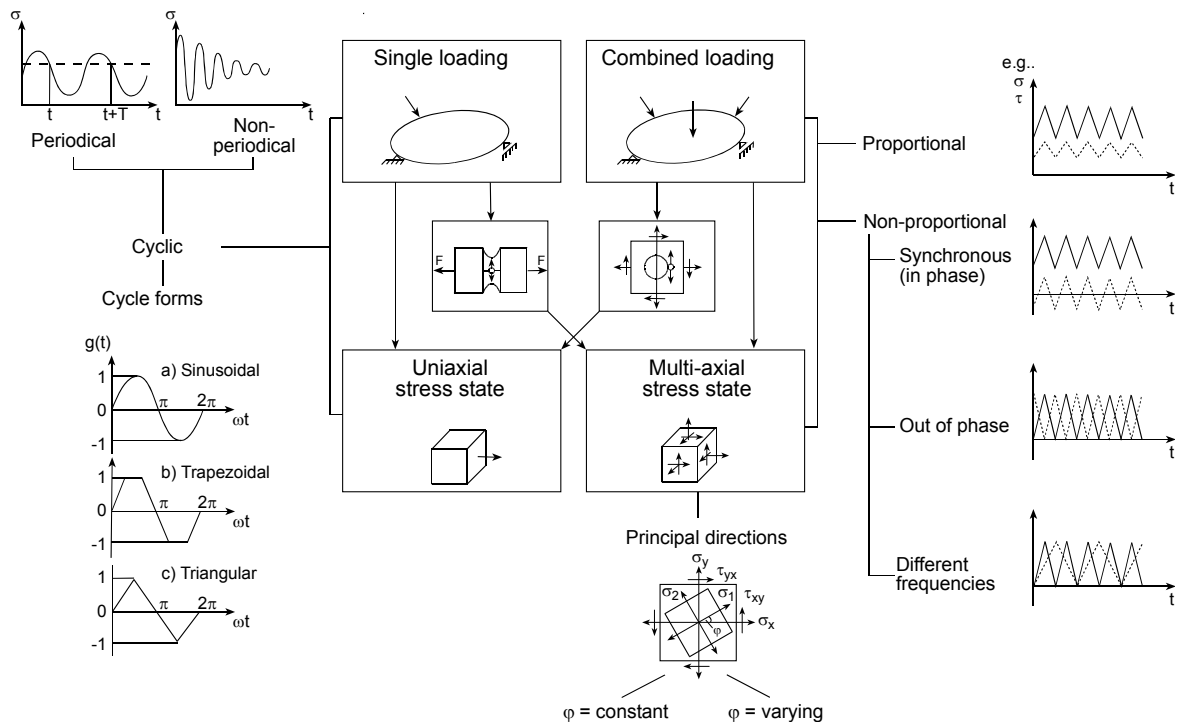 σ
t
t+T
t
Periodical
σ
t
Non-
periodical
Cyclic
Cycle forms
g(t)
1
0
-1
a) Sinusoidal
π
2π
ωt
1
0
-1
b) Trapezoidal
π
2π
ωt
1
0
-1
c) Triangular
π
2π
ωt
Single loading
Combined loading
F
F
Uniaxial
stress state
Multi-axial
stress state
Principal directions
σy
τyx
σ2
σ1
τxy
φ
σx
φ = constant
φ = varying
Proportional
Non-proportional
Synchronous
(in phase)
Out of phase
Different
frequencies
e.g..
σ
τ
t
t
t
t